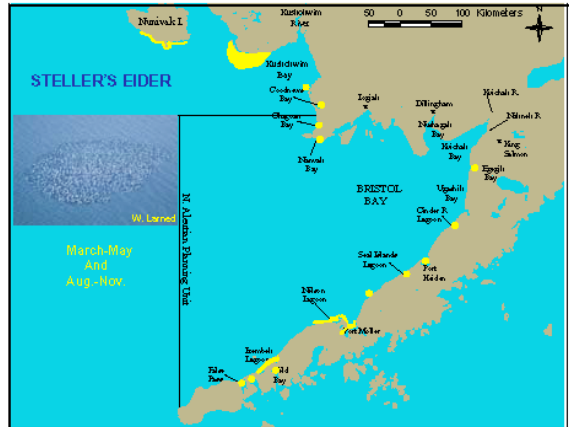 Nunivak I.
Kuskokwim
River
50 0 50 100 Kilometers
N
Kuskokwim
Bay
STELLER'S EIDER
Goodnews
Bay
Chagvan
Bay
Nanvak
Bay
Togiak
Dillingham
Nushagak
Bay
Kvichak R.
Naknek R.
King
Salmon
Kvichak
Bay
Egegik
Bay
Ugashik
Bay
BRISTOL
BAY
Cinder R.
Lagoon
W. Larned
N. Aleutian Planning Unit
March-May
And
Aug.-Nov.
Seal Islands
Lagoon
Port
Heiden
Nelson
Lagoon
Port Moller
Izembek
Lagoon
Bay
False
Pass